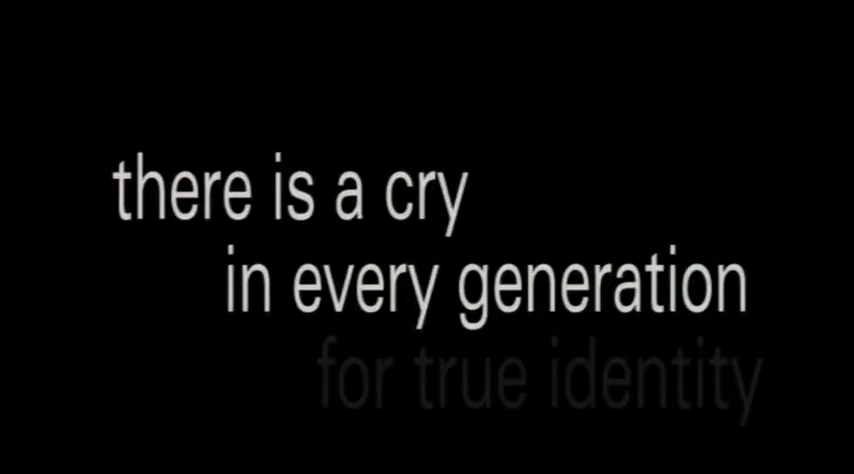 there is a cry
in every generation
for true identity